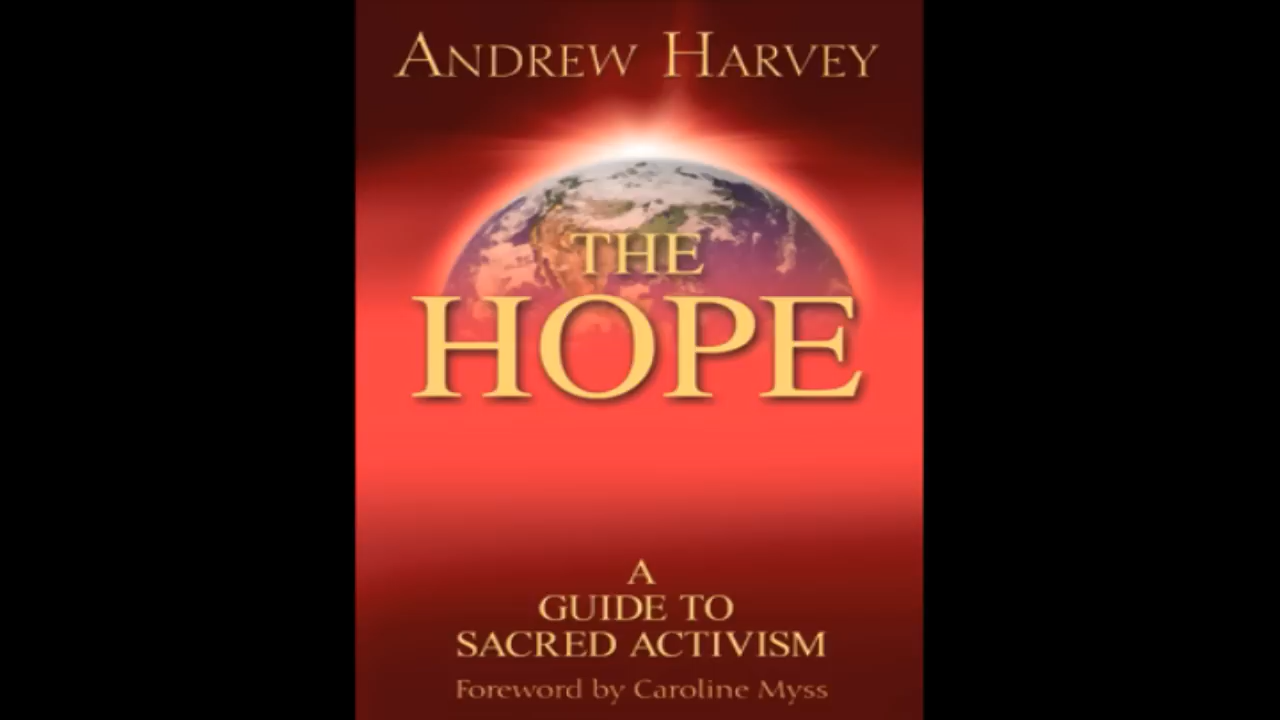 ANDREW HARVEY
THE
HOPE
A
GUIDE TO
SACRED ACTIVISM
Foreword by Caroline Myss